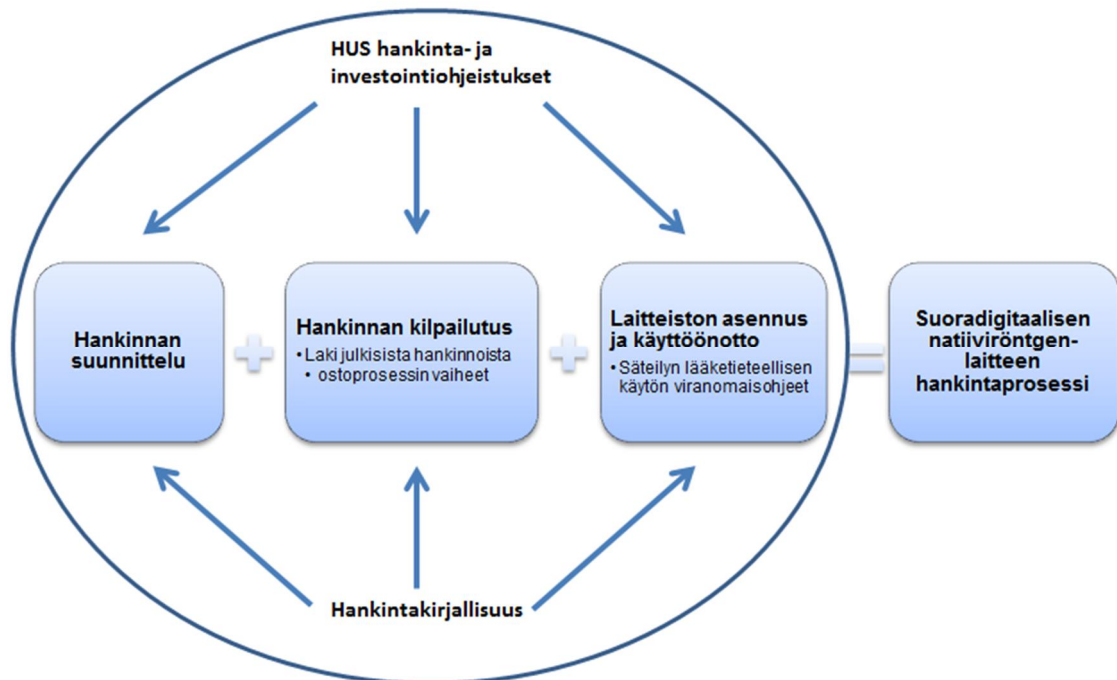 HUS hankinta- ja
investointiohjeistukset
Hankinnan
suunnittelu
Hankinnan kilpailutus
• Laki julkisista hankinnoista
• ostoprosessin vaiheet
Laitteiston asennus
ja käyttöönotto
• Säteilyn lääketieteellisen
käytön viranomaisohjeet
Suoradigitaalisen
natiiviröntgen-
laitteen
hankintaprosessi
Hankintakirjallisuus